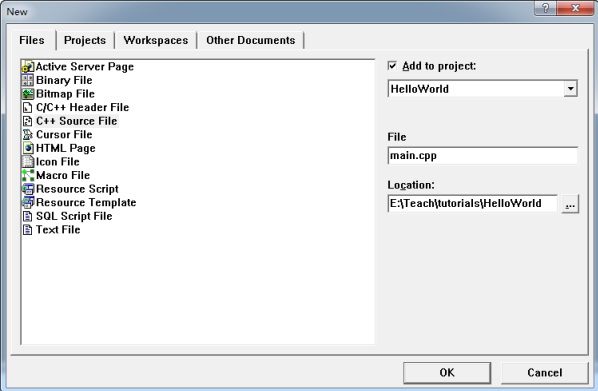 New
Files Projects Workspaces Other Documents
Active Server Page
Binary File
Bitmap File
C/C++ Header File
C++ Source File
Cursor File
HTML Page
Icon File
Macro File
Resource Script
Resource Template
SQL Script File
Text File
Add to project:
HelloWorld
File
main.cpp
Location:
E:\Teach\tutorials\HelloWorld
...
OK Cancel